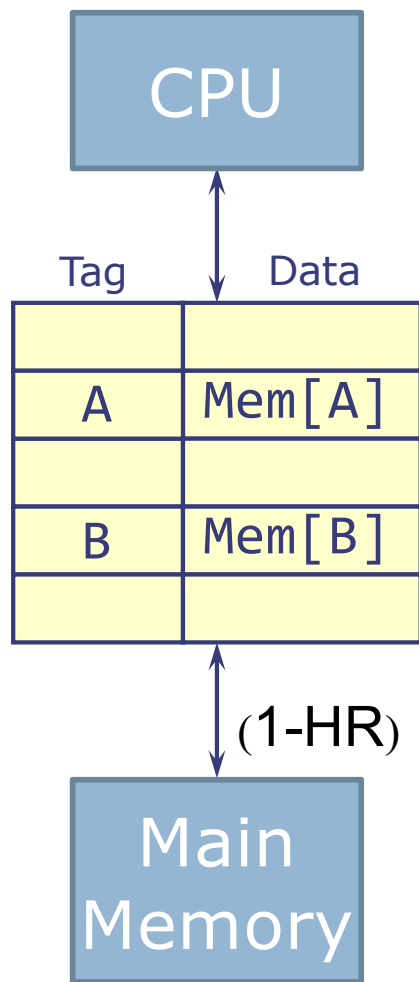 CPU
Tag Data
A Mem[A]
B Mem[B]
(1-HR)
Main
Memory